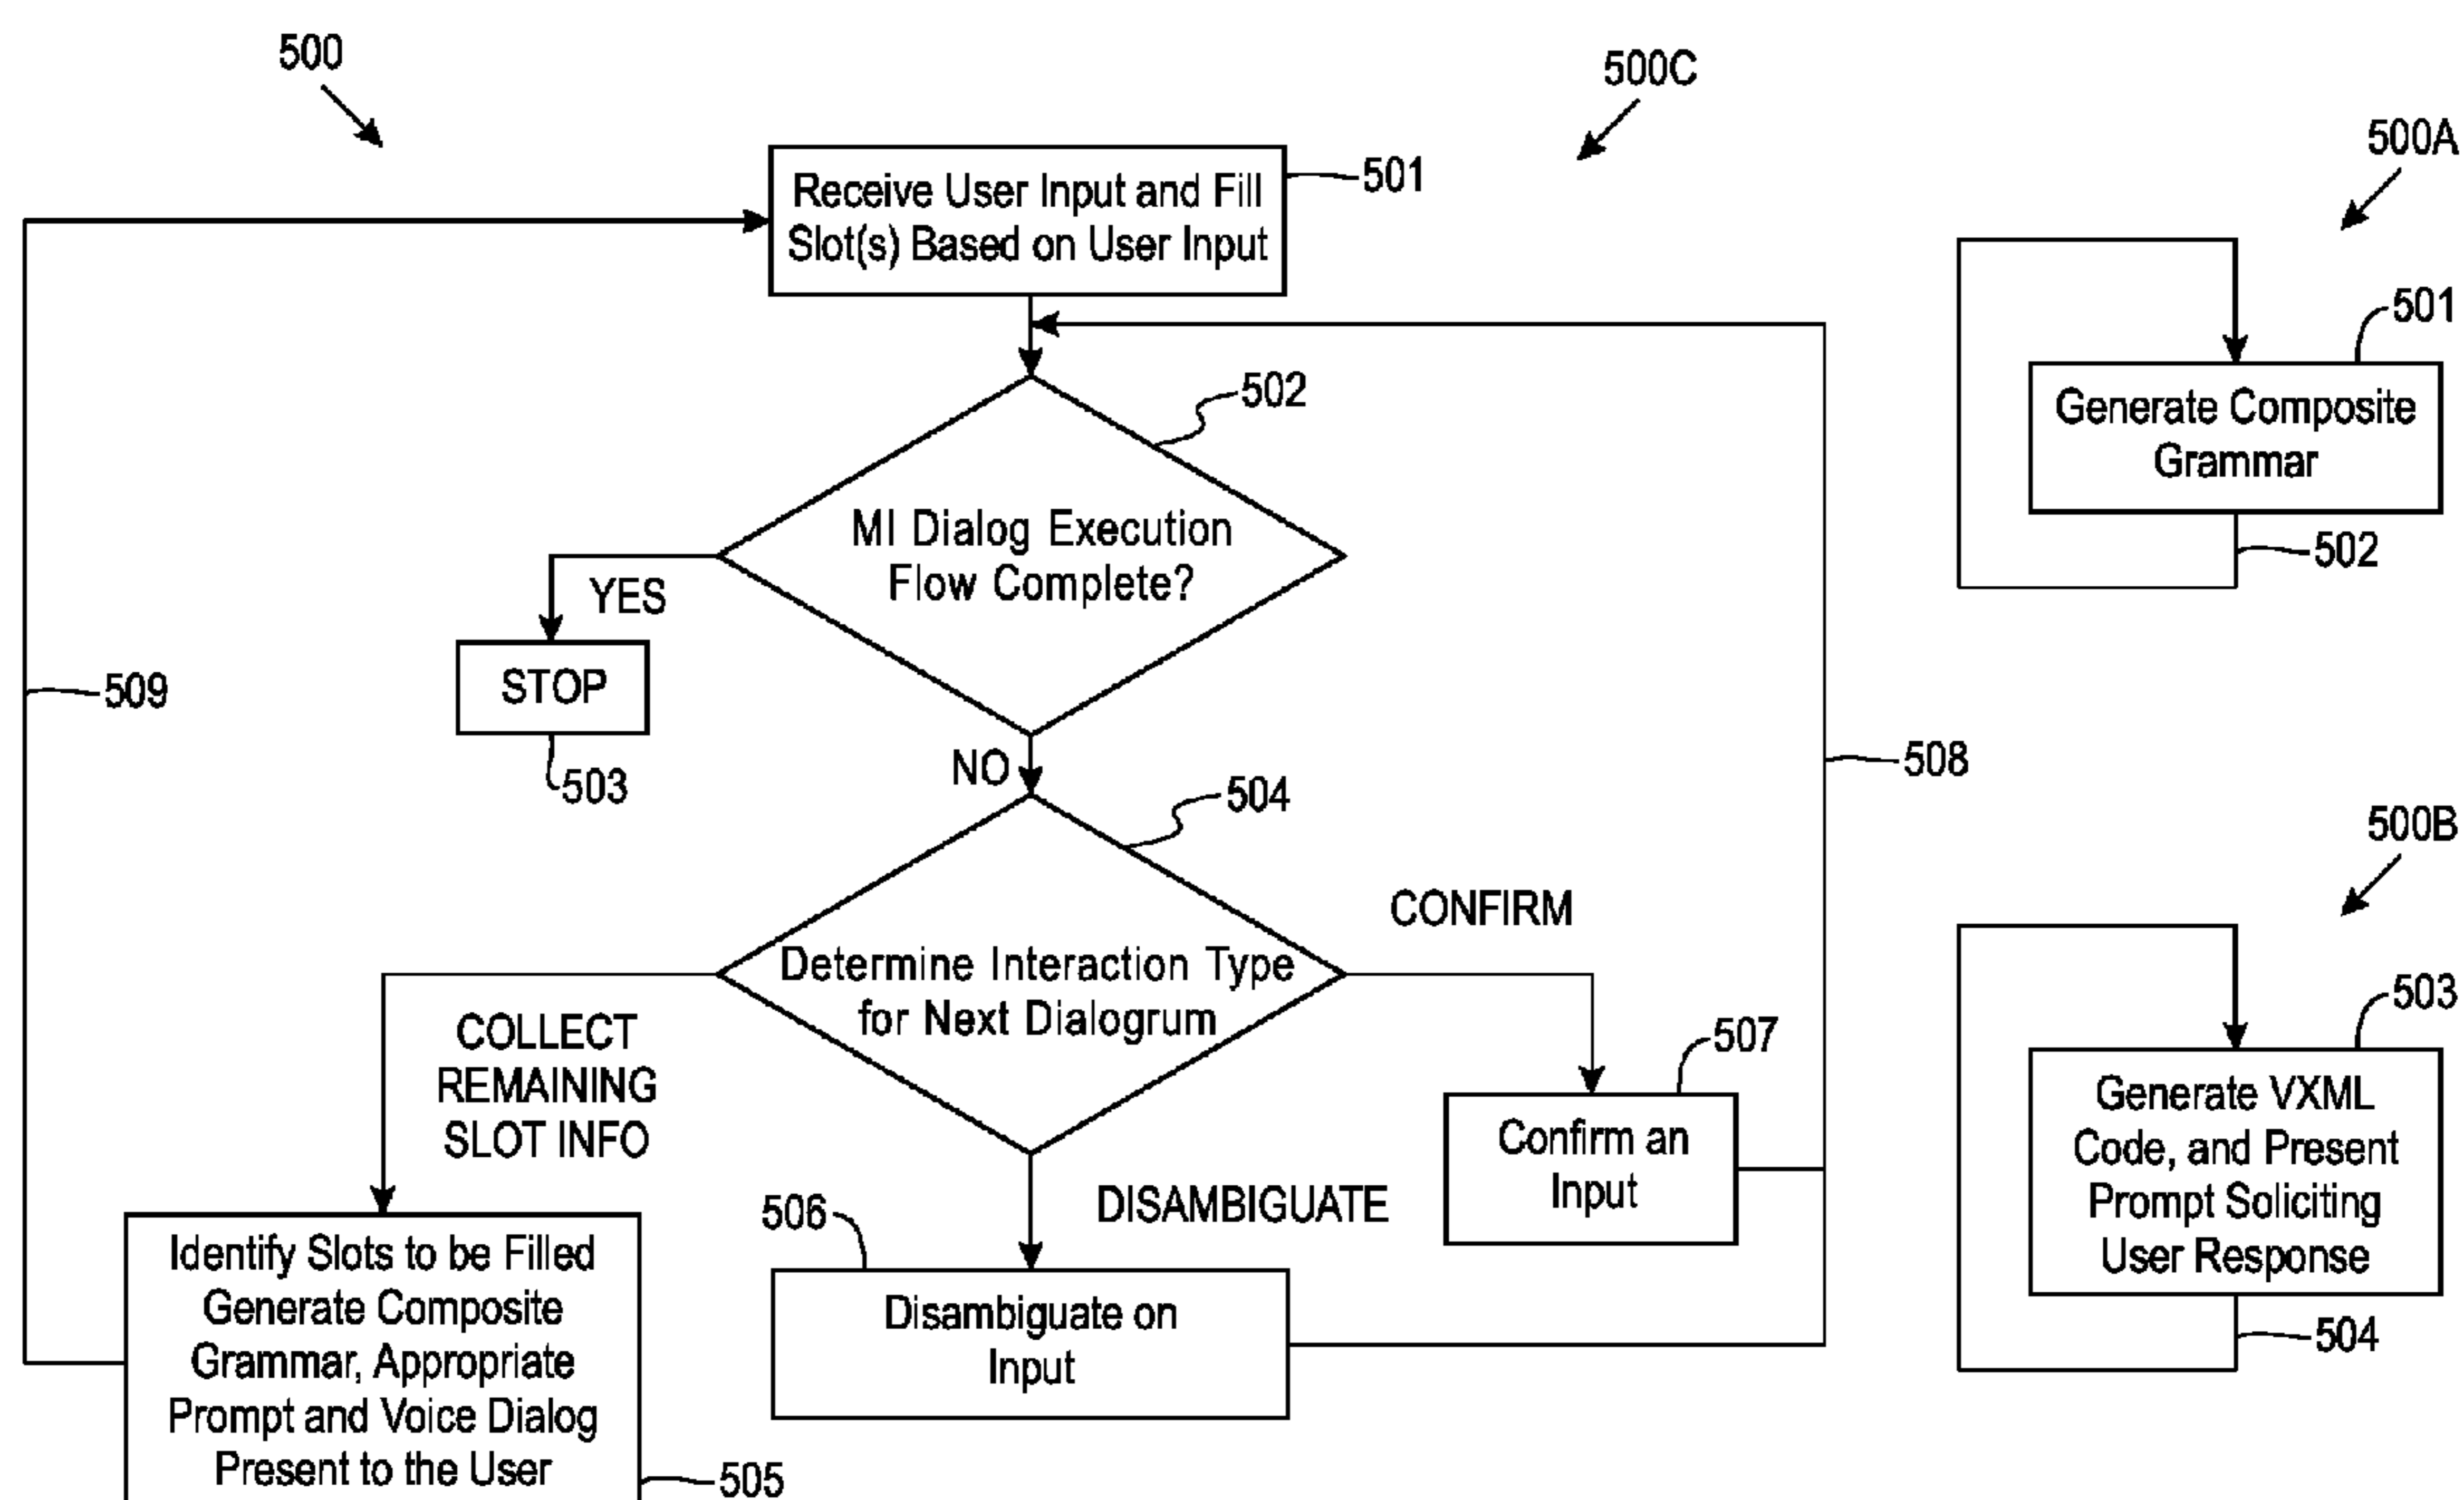 500
500C
500A
Receive User Input and Fill
Slot(s) Based on User Input
501
501
Generate Composite
Grammar
502
502
MI Dialog Execution
Flow Complete?
YES
STOP
503
509
NO
508
504
500B
CONFIRM
Determine Interaction Type
for Next Dialogrum
COLLECT
REMAINING
SLOT INFO
503
Generate VXML
Code, and Present
Prompt Soliciting
User Response
504
507
Confirm an
Input
506
DISAMBIGUATE
Disambiguate on
Input
Identify Slots to be Filled
Generate Composite
Grammar, Appropriate
Prompt and Voice Dialog
Present to the User
505